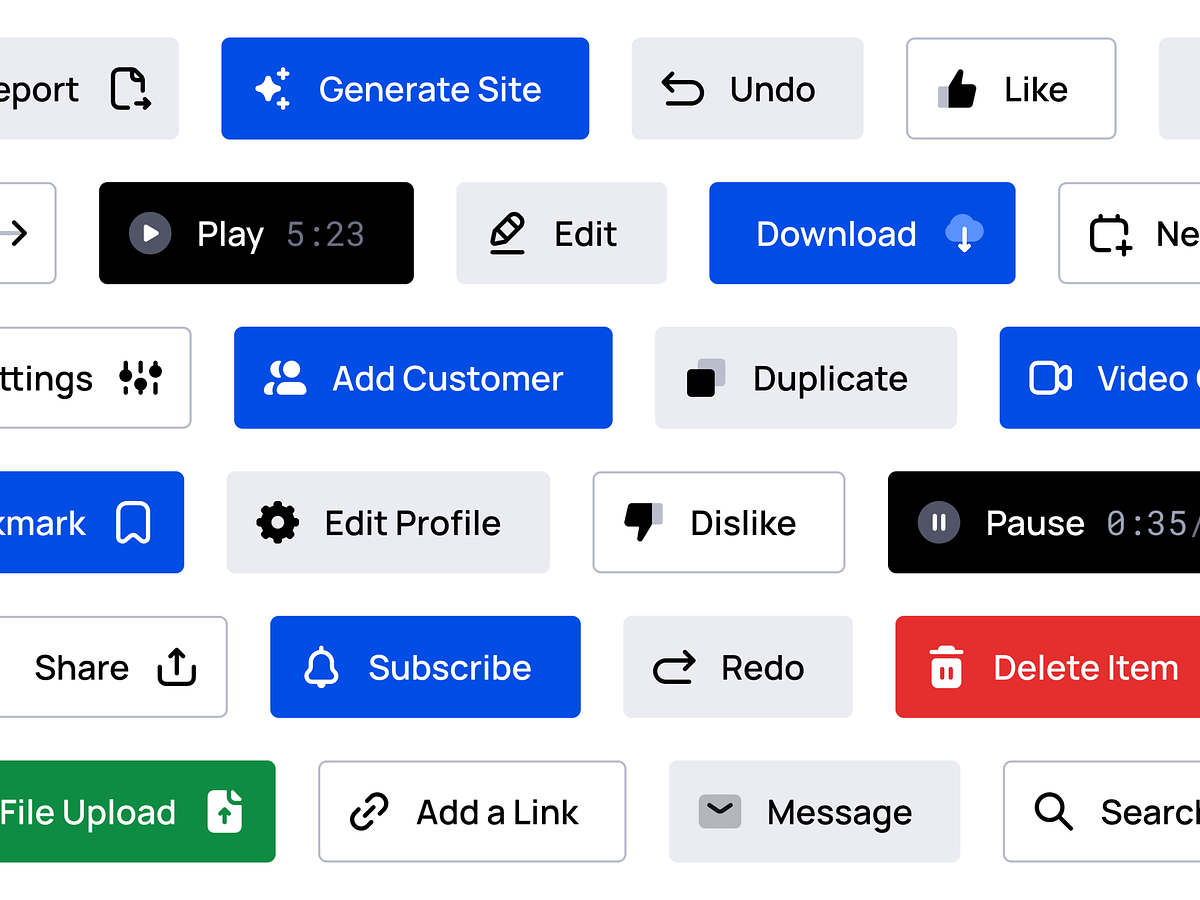 eport
Generate Site
Undo
Like
Play 5:23
Edit
Download
Ne
ttings
Add Customer
Duplicate
Video
kmark
Edit Profile
Dislike
Pause 0:35/
Share
Subscribe
Redo
Delete Item
File Upload
Add a Link
Message
Search